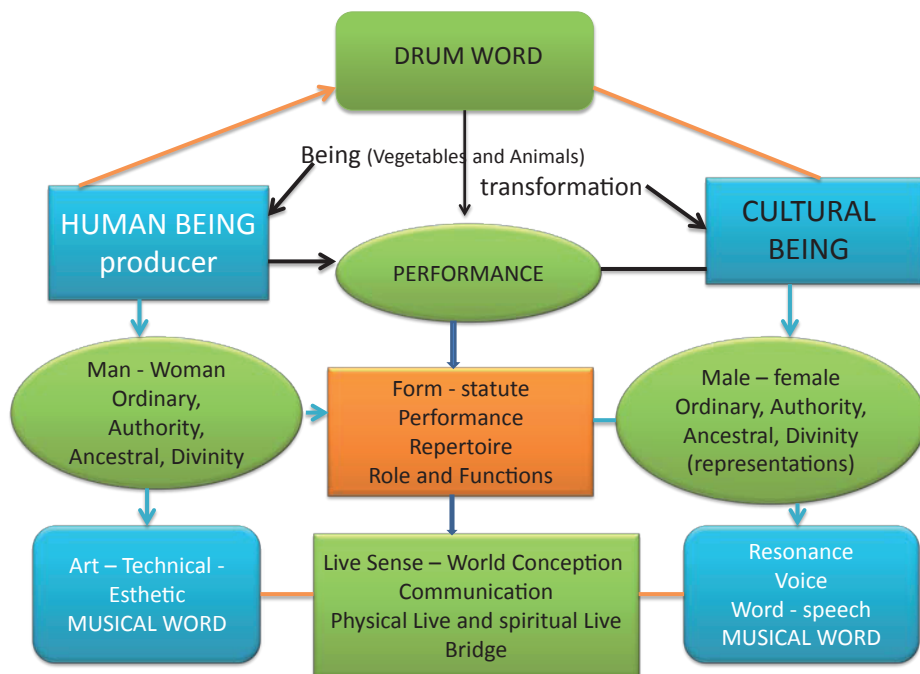 DRUM WORD
Being (Vegetables and Animals)
transformation
HUMAN BEING
producer
CULTURAL
BEING
PERFORMANCE
Man - Woman
Ordinary,
Authority,
Ancestral, Divinity
Form - statute
Performance
Repertoire
Role and Functions
Male – female
Ordinary, Authority,
Ancestral, Divinity
(representations)
Art – Technical -
Esthetic
MUSICAL WORD
Live Sense – World Conception
Communication
Physical Live and spiritual Live
Bridge
Resonance
Voice
Word - speech
MUSICAL WORD